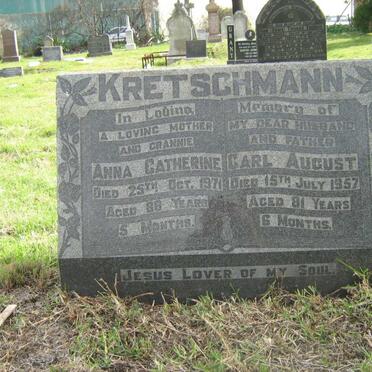 KRETSCHMANN
In Loving
A LOVING MOTHER
AND GRANNIE
ANNA CATHERINE
DIED 25TH OCT. 1971
AGED 86 YEARS
5 MONTHS.
Memory of
MY DEAR HUSBAND
AND FATHER
CARL AUGUST
DIED 15TH JULY 1957
AGED 81 YEARS
6 MONTHS.
JESUS LOVER OF MY SOUL